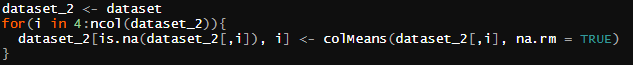 dataset_2 <- dataset
for(i in 4:ncol(dataset_2)){
  dataset_2[is.na(dataset_2[,i]), i] <- colMeans(dataset_2[,i], na.rm = TRUE)
}